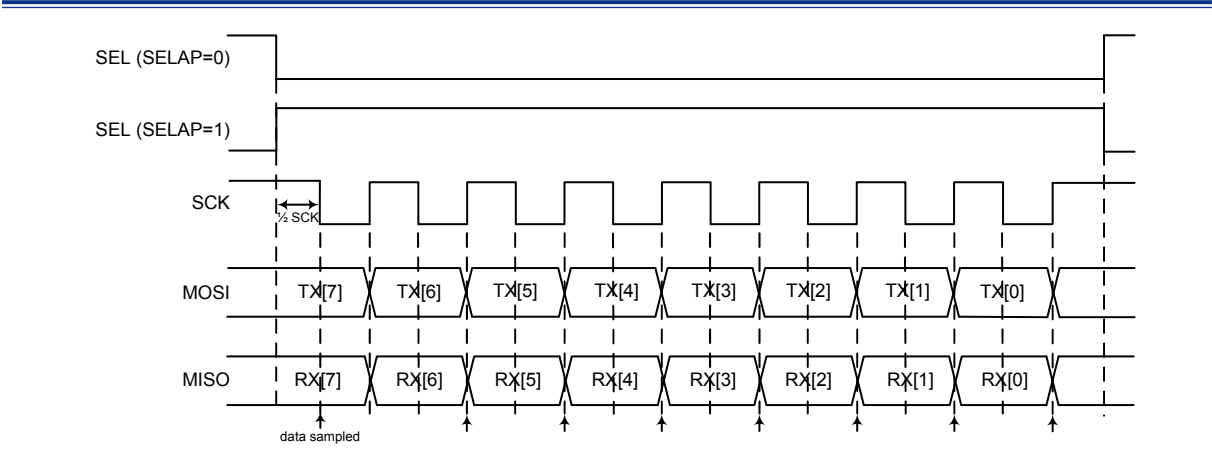 SEL (SELAP=0)
SEL (SELAP=1)
SCK
½ SCK
MOSI
TX[7]
TX[6]
TX[5]
TX[4]
TX[3]
TX[2]
TX[1]
TX[0]
MISO
RX[7]
RX[6]
RX[5]
RX[4]
RX[3]
RX[2]
RX[1]
RX[0]
data sampled